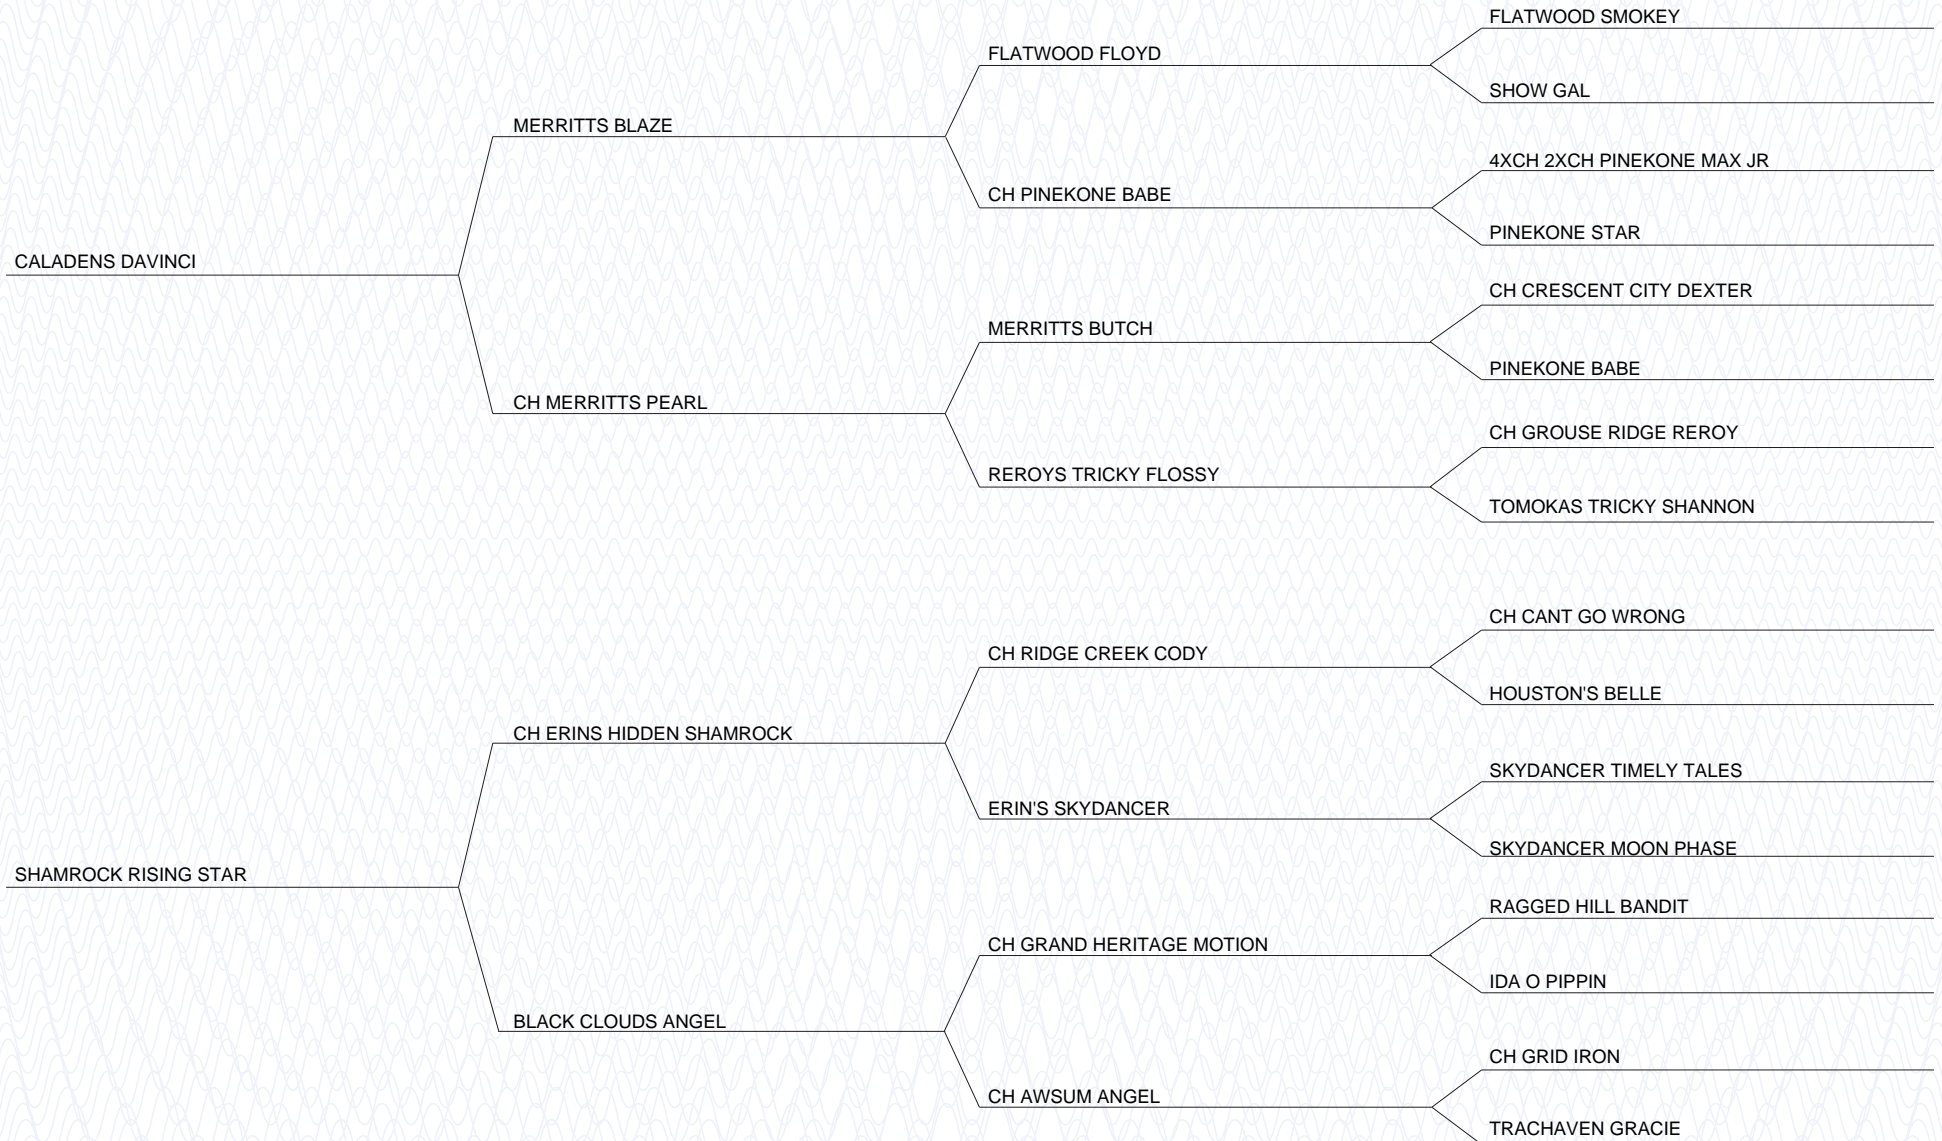 FLATWOOD SMOKEY
FLATWOOD FLOYD
SHOW GAL
MERRITTS BLAZE
4XCH 2XCH PINEKONE MAX JR
CH PINEKONE BABE
PINEKONE STAR
CALADENS DAVINCI
CH CRESCENT CITY DEXTER
MERRITTS BUTCH
PINEKONE BABE
CH MERRITTS PEARL
CH GROUSE RIDGE REROY
REROYS TRICKY FLOSSY
TOMOKAS TRICKY SHANNON
CH CANT GO WRONG
CH RIDGE CREEK CODY
HOUSTON'S BELLE
CH ERINS HIDDEN SHAMROCK
SKYDANCER TIMELY TALES
ERIN'S SKYDANCER
SKYDANCER MOON PHASE
SHAMROCK RISING STAR
RAGGED HILL BANDIT
CH GRAND HERITAGE MOTION
IDA O PIPPIN
BLACK CLOUDS ANGEL
CH GRID IRON
CH AWSUM ANGEL
TRACHAVEN GRACIE